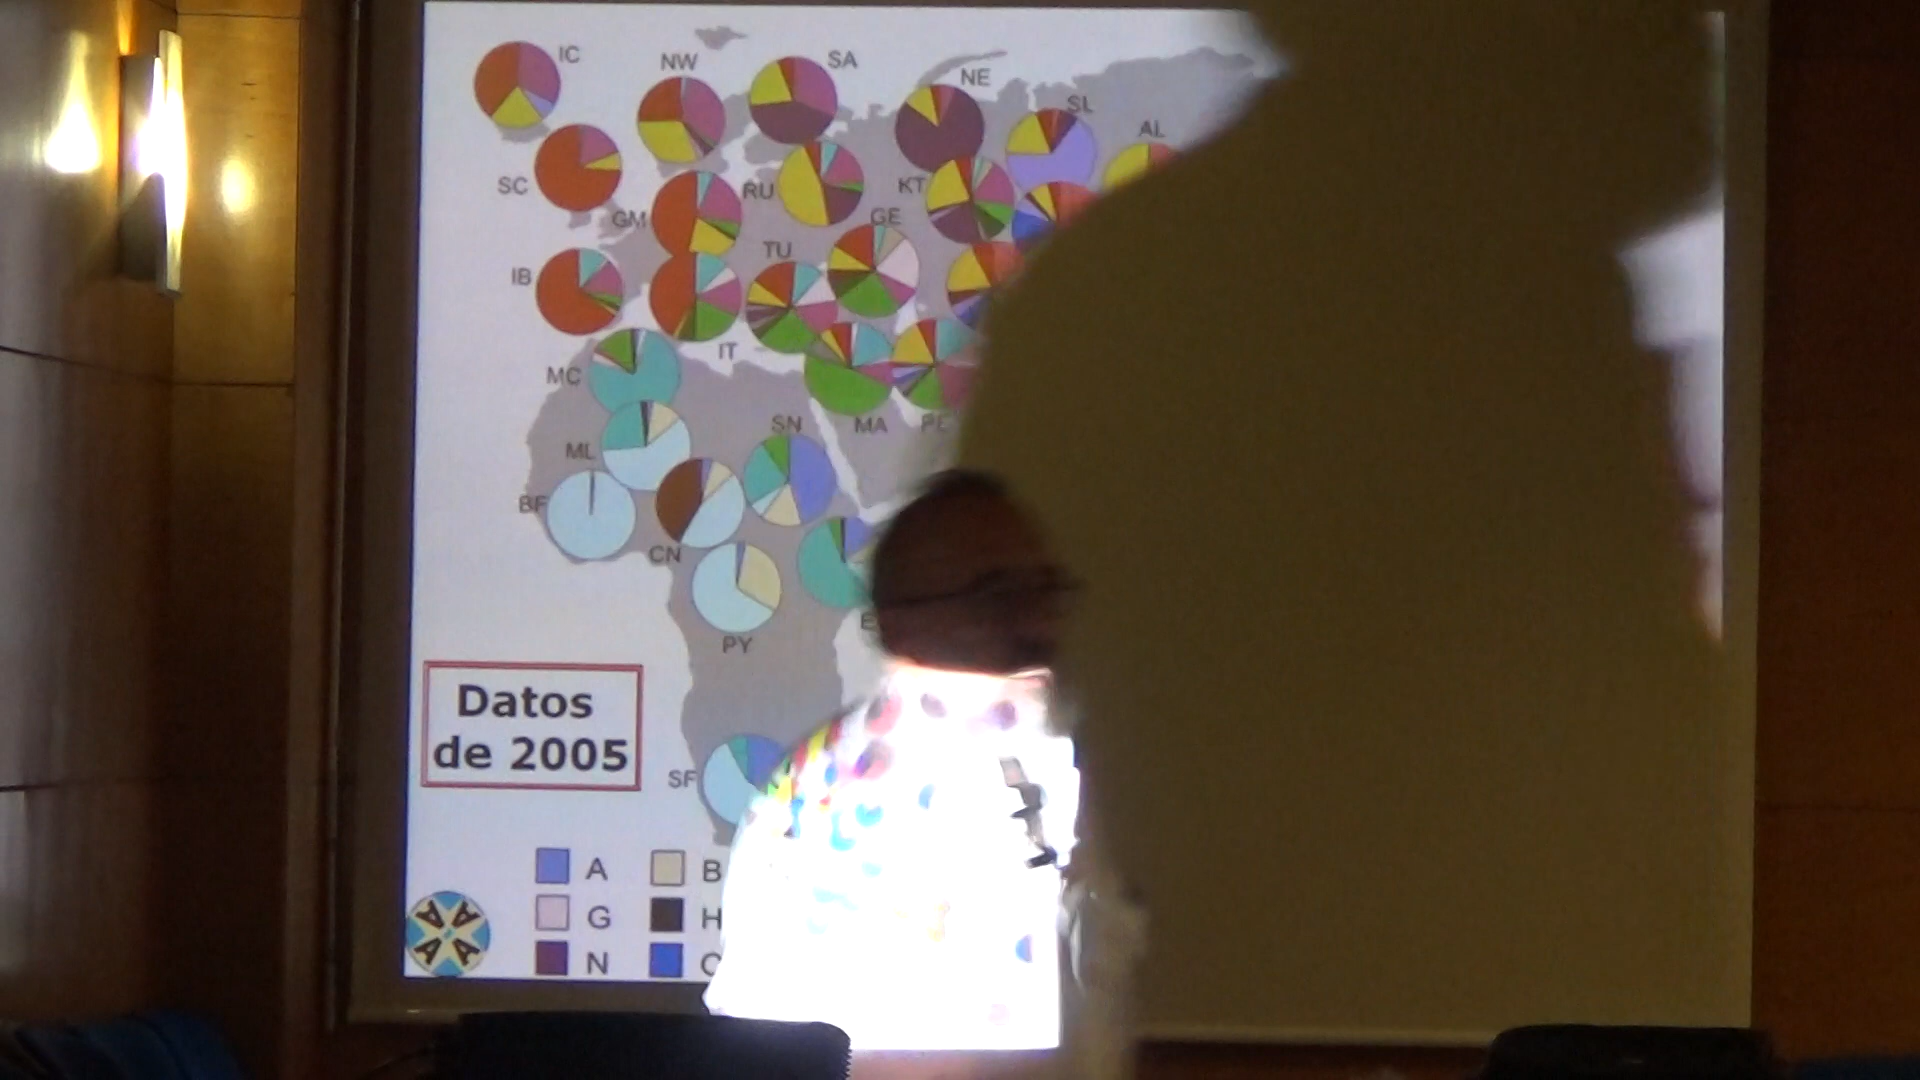 IC
NW
SA
NE
SL
AL
SC
GM
RU
KT
GE
IB
TU
IT
MC
SN
MA
ML
BF
CN
PY
Datos
de 2005
SF
A B
G H
N
A A A A